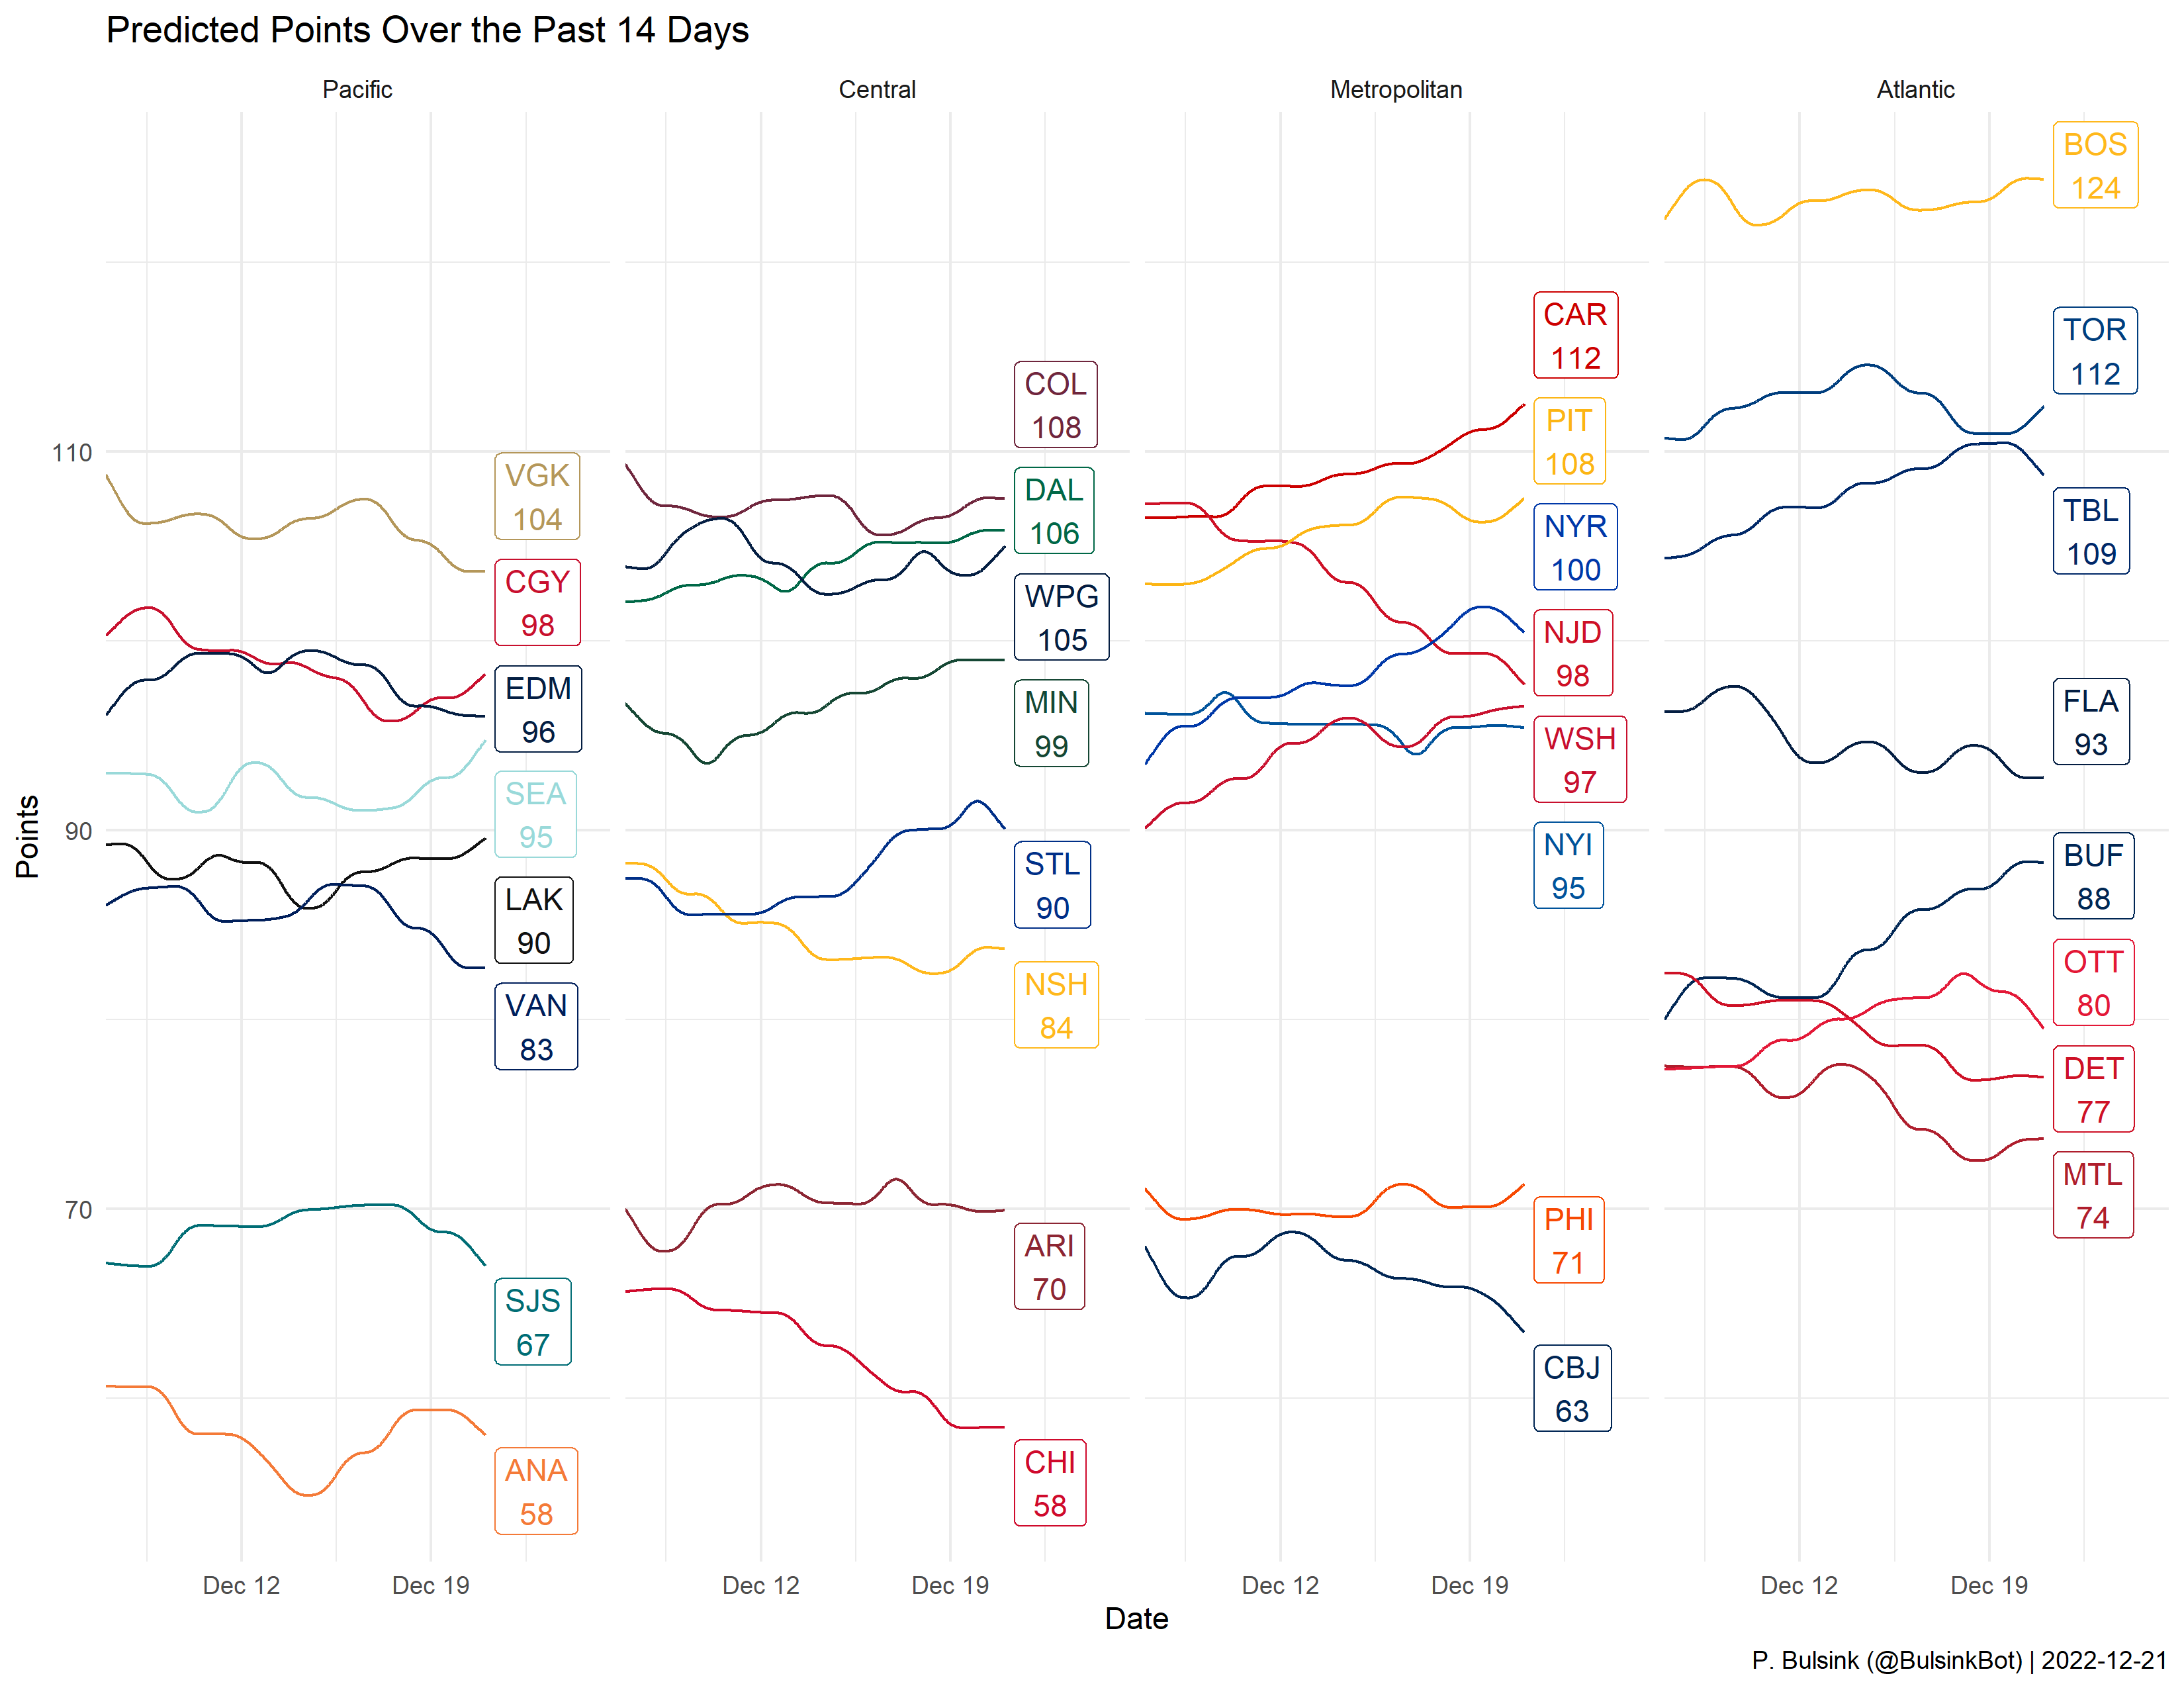 Predicted Points Over the Past 14 Days
Pacific
Central
Metropolitan
Atlantic
Points
110
90
70
VGK
104
CGY
98
EDM
96
SEA
95
LAK
90
VAN
83
SJS
67
ANA
58
COL
108
DAL
106
WPG
105
MIN
99
STL
90
NSH
84
ARI
70
CHI
58
CAR
112
PIT
108
NYR
100
NJD
98
WSH
97
NYI
95
PHI
71
CBJ
63
BOS
124
TOR
112
TBL
109
FLA
93
BUF
88
OTT
80
DET
77
MTL
74
Dec 12
Dec 19
Dec 12
Dec 19
Dec 12
Dec 19
Dec 12
Dec 19
Date
P. Bulsink (@BulsinkBot) | 2022-12-21